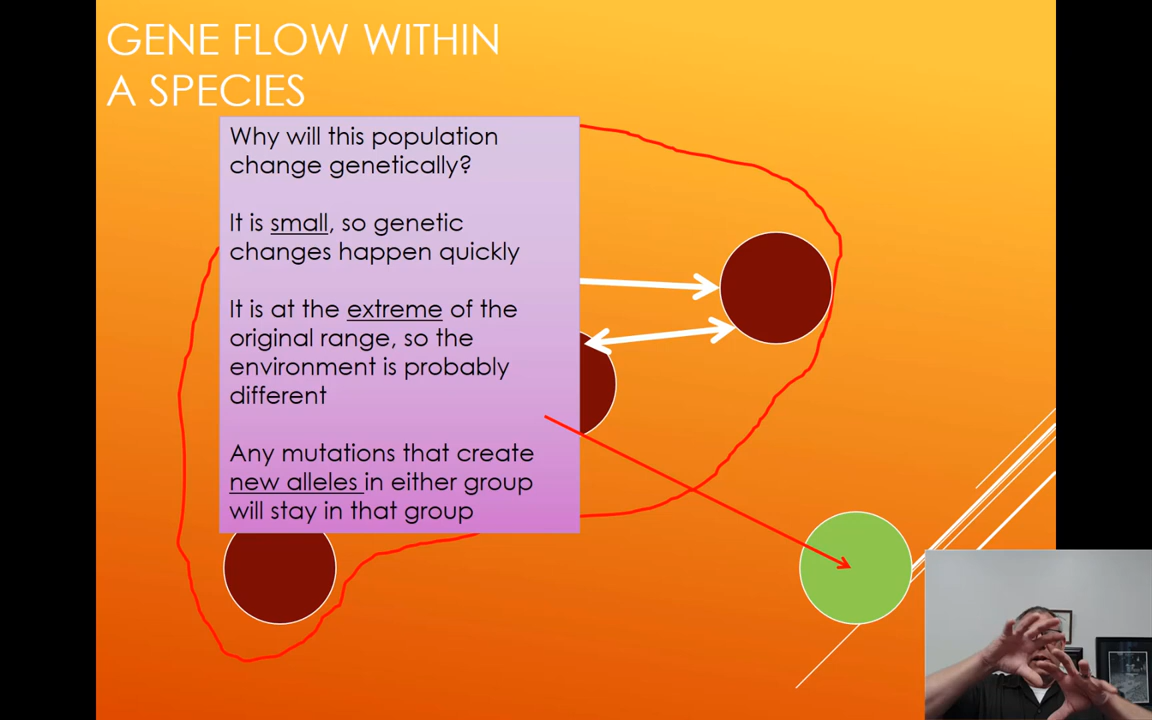 GENE FLOW WITHIN
A SPECIES
Why will this population
change genetically?
It is small, so genetic
changes happen quickly
It is at the extreme of the
original range, so the
environment is probably
different
Any mutations that create
new alleles in either group
will stay in that group